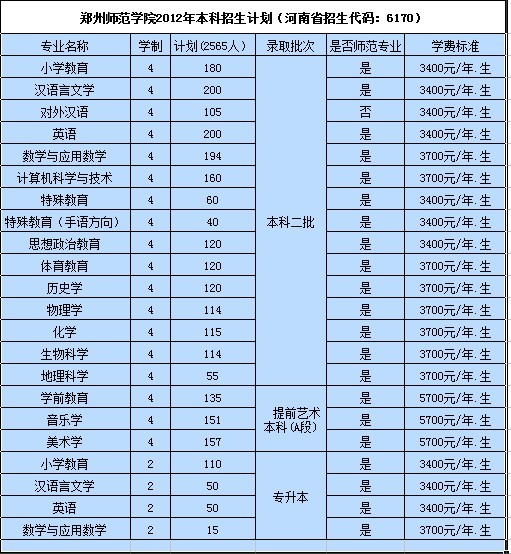 郑州师范学院2012年本科招生计划（河南省招生代码：6170）
专业名称 学制 计划(2565人) 录取批次 是否师范专业 学费标准
小学教育 4 180 是 3400元/年.生
汉语言文学 4 200 是 3400元/年.生
对外汉语 4 105 否 3400元/年.生
英语 4 200 是 3400元/年.生
数学与应用数学 4 194 是 3700元/年.生
计算机科学与技术 4 160 是 3700元/年.生
特殊教育 4 60 是 3400元/年.生
特殊教育（手语方向） 4 40 本科二批 是 3400元/年.生
思想政治教育 4 120 是 3400元/年.生
体育教育 4 120 是 3700元/年.生
历史学 4 120 是 3700元/年.生
物理学 4 114 是 3700元/年.生
化学 4 115 是 3700元/年.生
生物科学 4 114 是 3700元/年.生
地理科学 4 55 是 3700元/年.生
学前教育 4 135 是 5700元/年.生
音乐学 4 151 提前艺术本科(A段) 是 5700元/年.生
美术学 4 157 是 5700元/年.生
小学教育 2 110 是 3400元/年.生
汉语言文学 2 50 专升本 是 3400元/年.生
英语 2 50 是 3400元/年.生
数学与应用数学 2 15 是 3700元/年.生